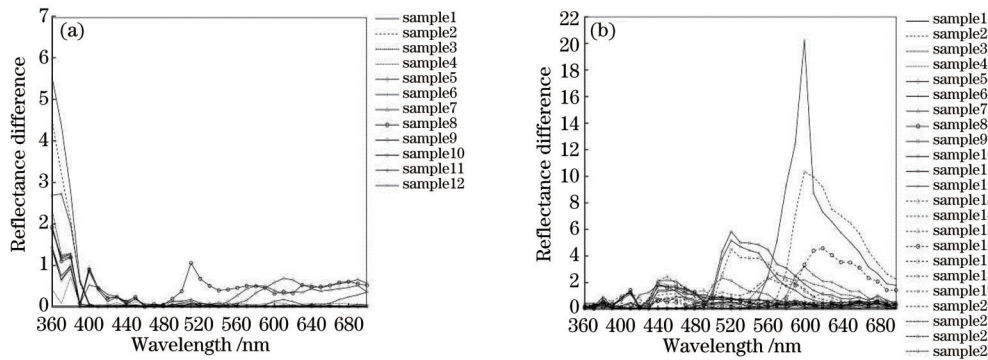 (a)
Reflectance difference
7
6
5
4
3
2
1
0
360 400 440 480 520 560 600 640 680
Wavelength /nm
sample1
sample2
sample3
sample4
sample5
sample6
sample7
sample8
sample9
sample10
sample11
sample12
(b)
Reflectance difference
22
20
18
16
14
12
10
8
6
4
2
0
360 400 440 480 520 560 600 640 680
Wavelength /nm
sample1
sample2
sample3
sample4
sample5
sample6
sample7
sample8
sample9
sample1
sample1
sample1
sample1
sample1
sample1
sample1
sample1
sample1
sample1
sample2
sample2
sample2
sample2